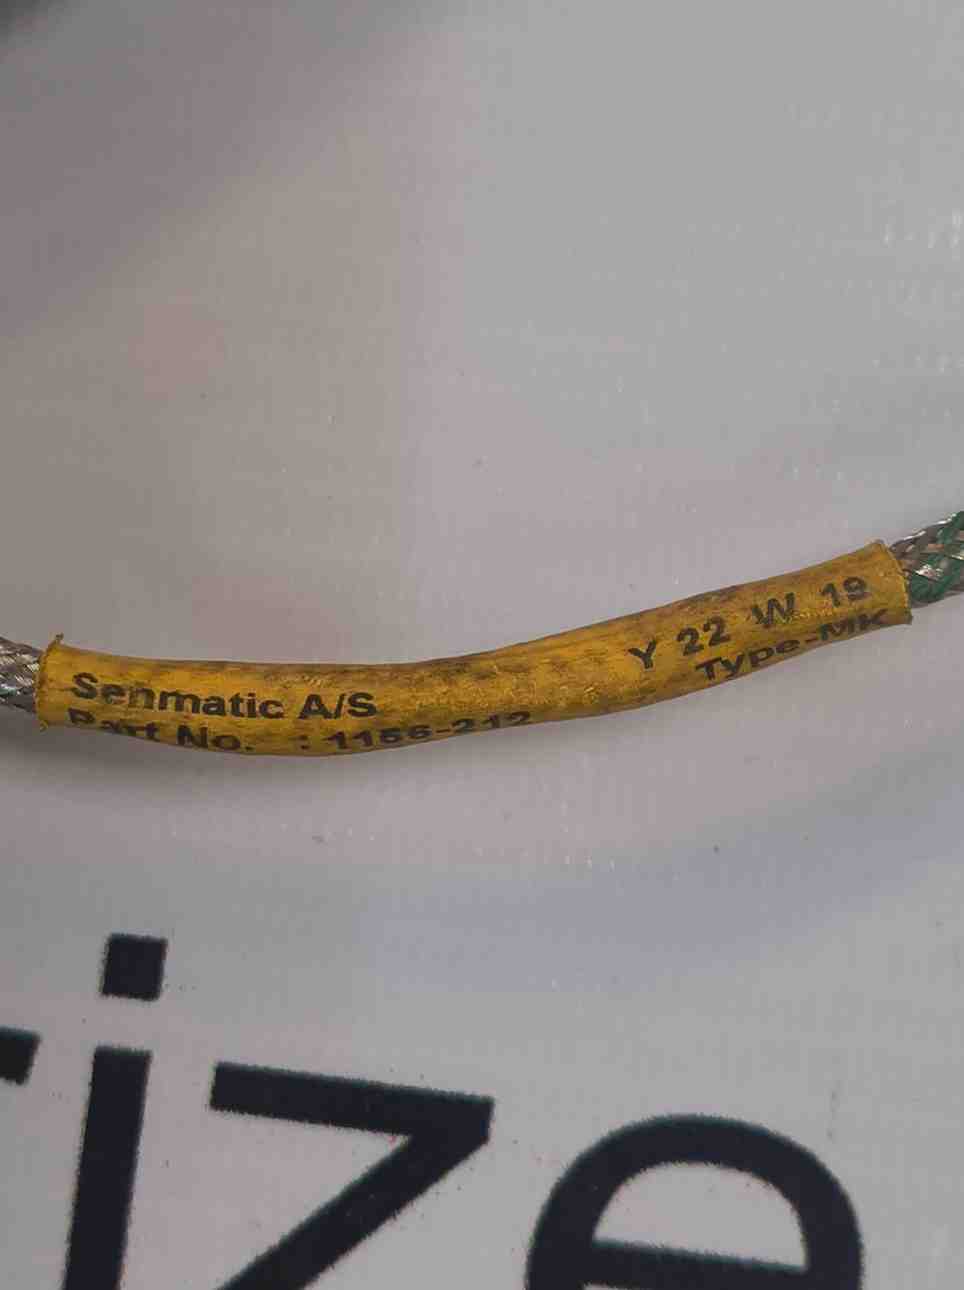 Senmatic A/S
Part No. : 1156-212
Y 22 W 19
Type-MK
ize